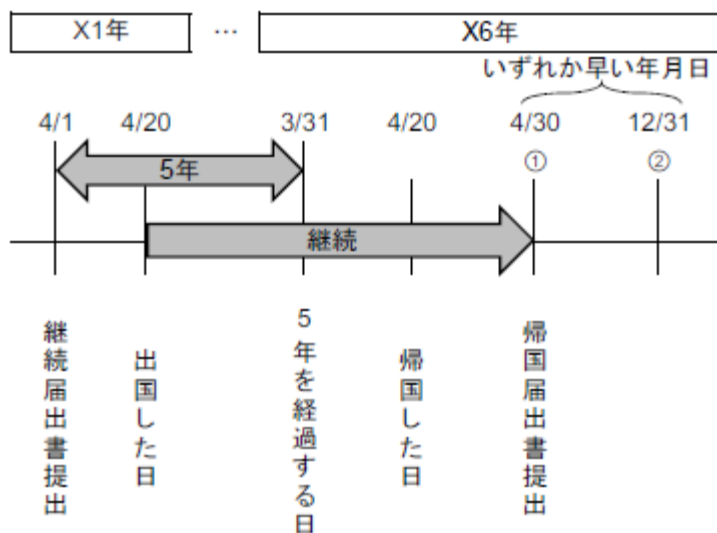 X1年 … X6年
いずれか早い年月日
4/1 4/20 3/31 4/20 4/30 12/31
① ②
5年
継続
継続届出書提出
出国した日
5年を経過する日
帰国した日
帰国届出書提出